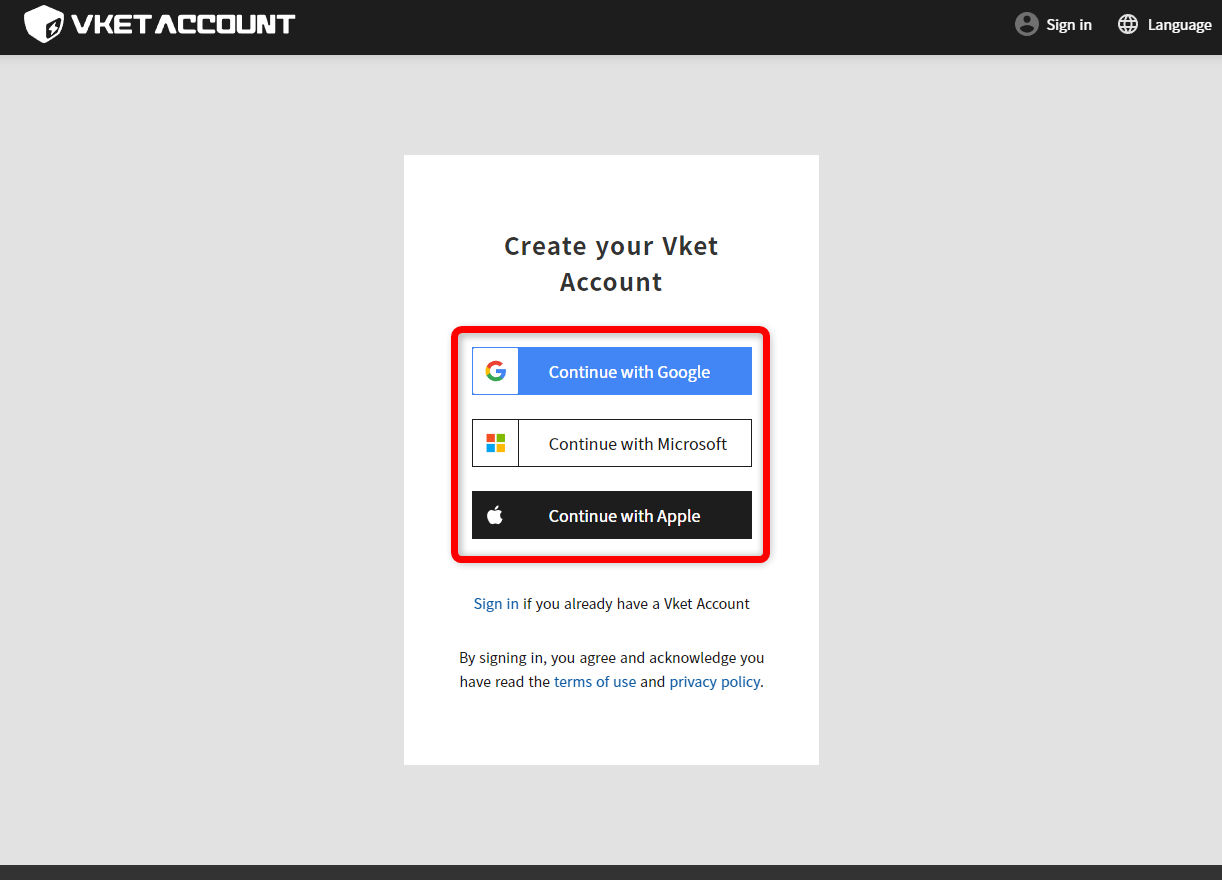 VKET ACCOUNT
Sign in
Language
Create your Vket
Account
Continue with Google
Continue with Microsoft
Continue with Apple
Sign in if you already have a Vket Account
By signing in, you agree and acknowledge you
have read the terms of use and privacy policy.